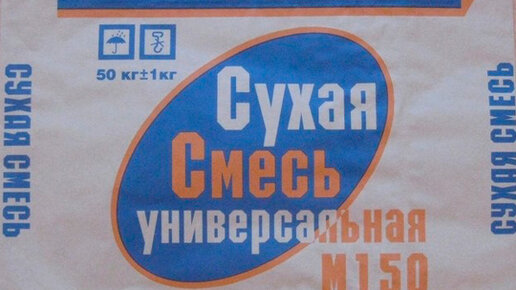 50 кг±1кг
Сухая
Смесь
универсальная
М150
СУХАЯ СМЕСЬ
СУХАЯ СМЕСЬ